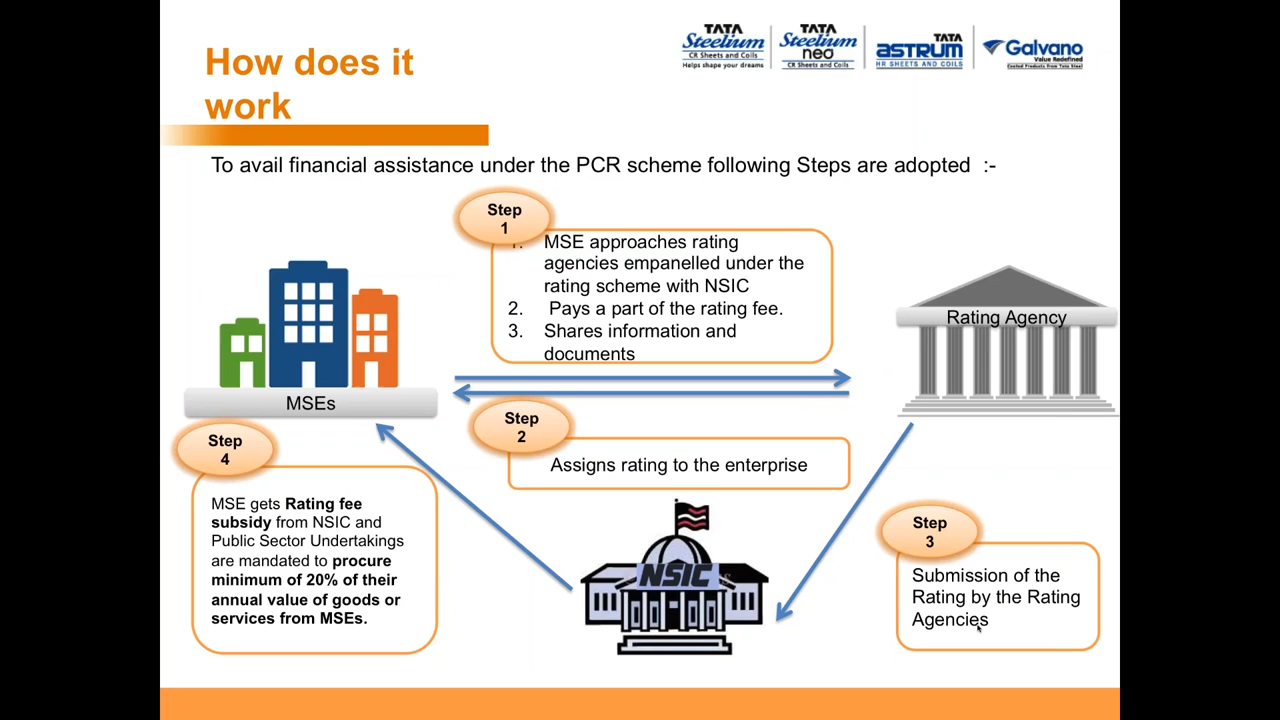 How does it
work
TATA
Steelium
CR Sheets and Coils
Helps shape your dreams
TATA
Steelium
neo
CR Sheets and Coils
TATA
ASTRUM
HR SHEETS AND COILS
Galvano
Value Redefined
Coated Products from Tata Steel
To avail financial assistance under the PCR scheme following Steps are adopted :-
Step
1
1. MSE approaches rating
agencies empanelled under the
rating scheme with NSIC
2. Pays a part of the rating fee.
3. Shares information and
documents
Rating Agency
MSEs
Step
2
Assigns rating to the enterprise
Step
4
MSE gets Rating fee
subsidy from NSIC and
Public Sector Undertakings
are mandated to procure
minimum of 20% of their
annual value of goods or
services from MSEs.
NSIC
Step
3
Submission of the
Rating by the Rating
Agencies